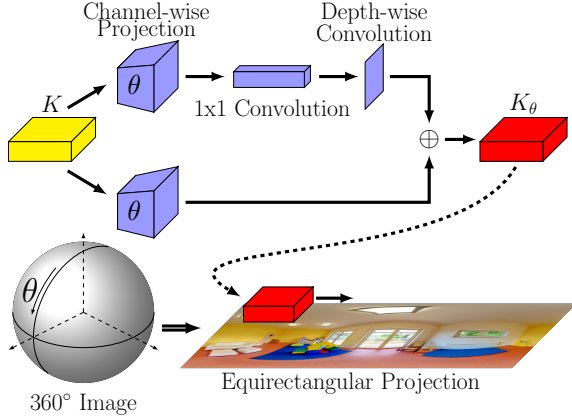 Channel-wise
Projection
Depth-wise
Convolution
θ
K
1x1 Convolution
K_θ
⊕
θ
θ
360° Image
Equirectangular Projection